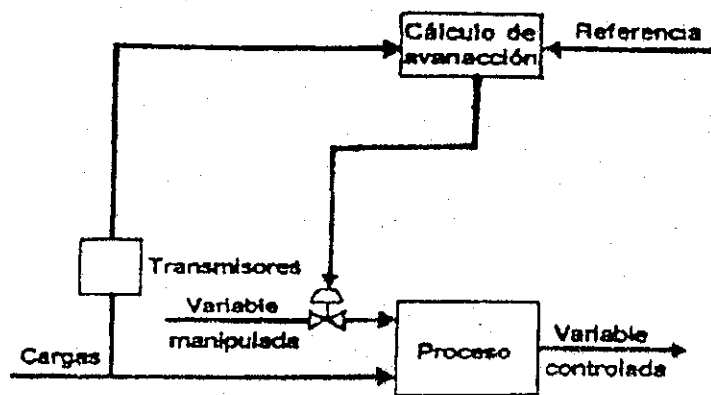 Cálculo de
avanacción
Referencia
Transmisores
Variable
manipulada
Cargas
Proceso
Variable
controlada